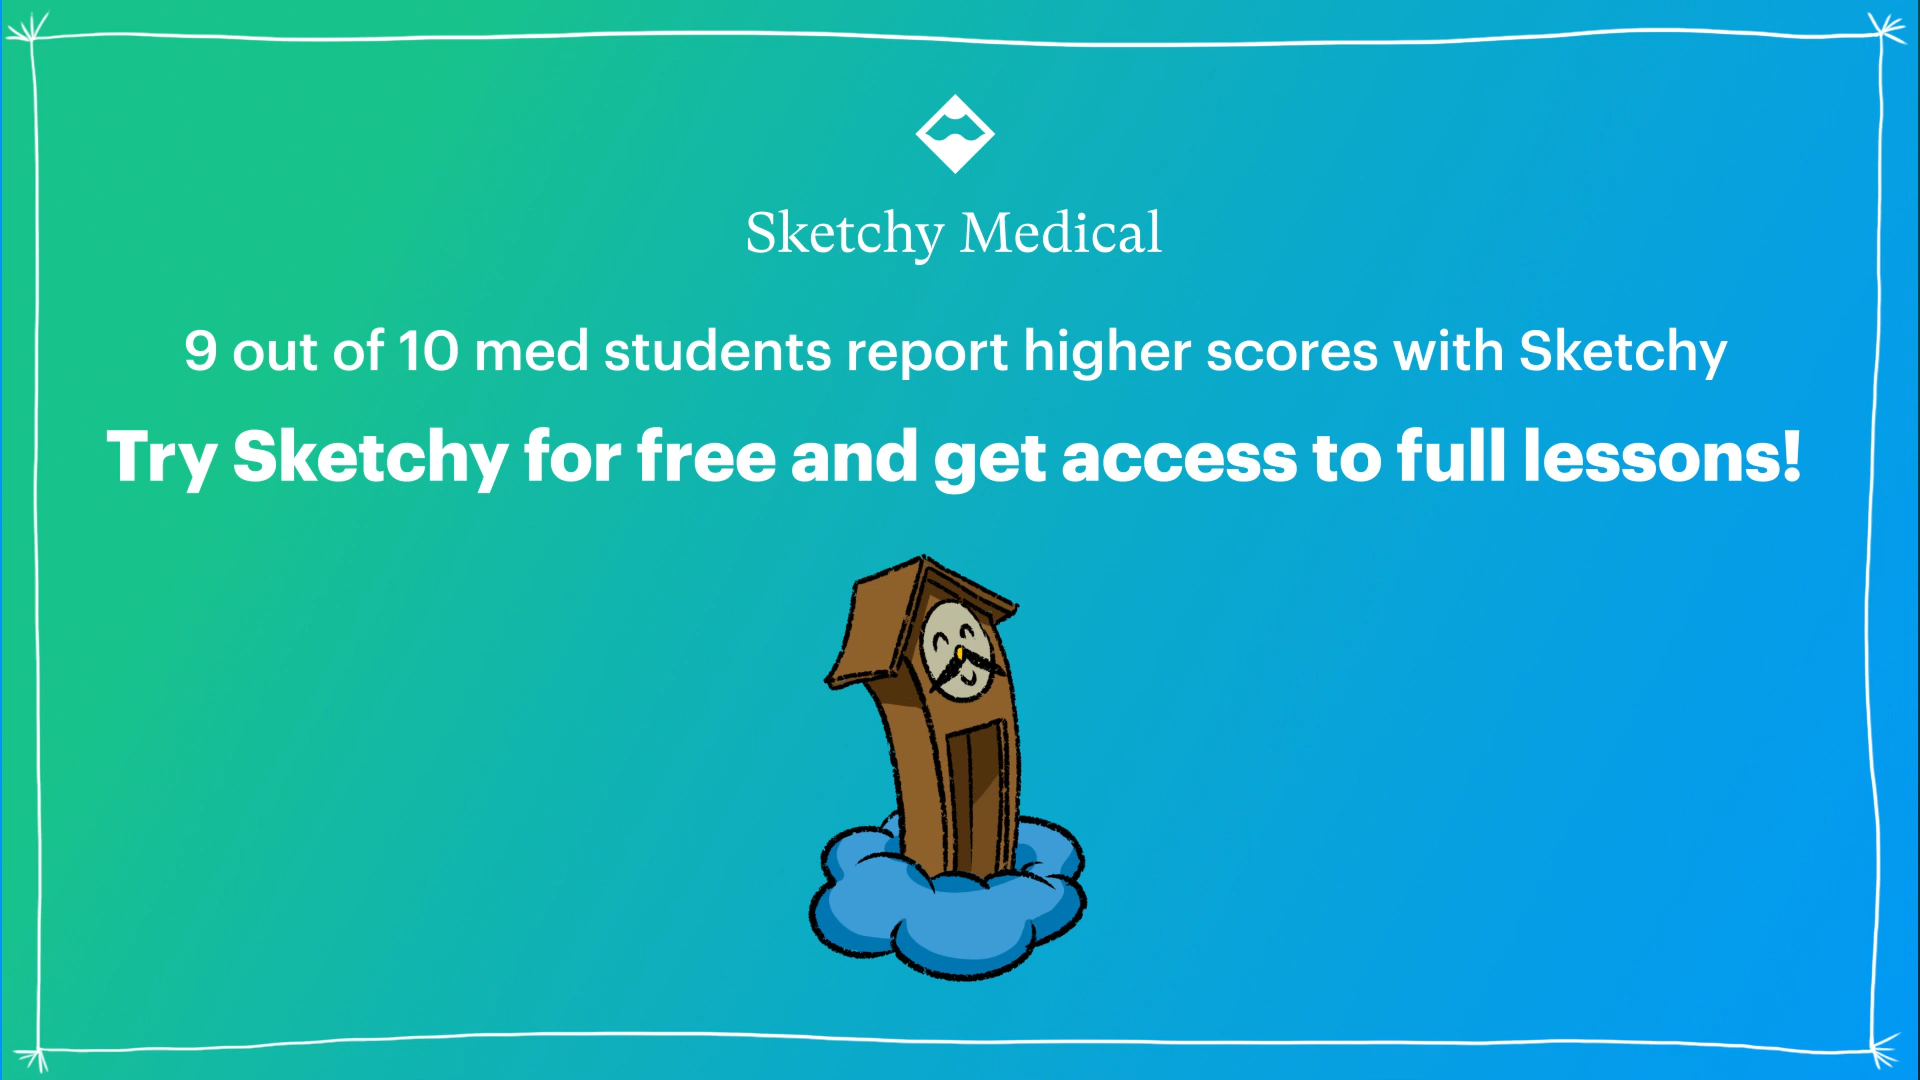 Sketchy Medical
9 out of 10 med students report higher scores with Sketchy
Try Sketchy for free and get access to full lessons!